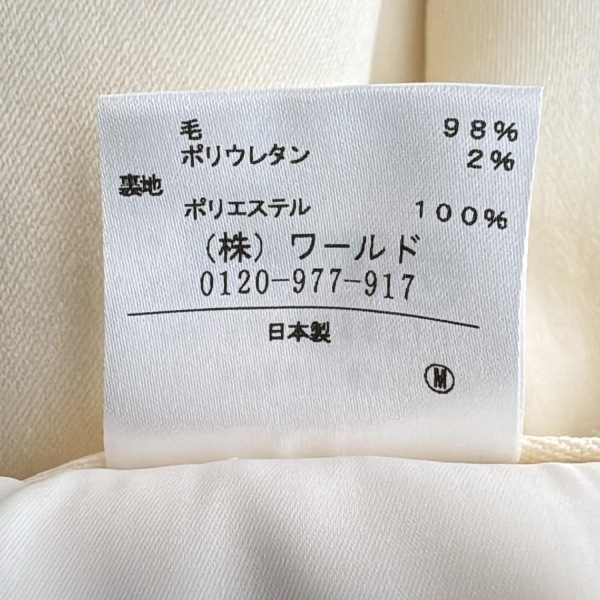 毛 ９８％
ポリウレタン ２％
裏地
ポリエステル １００％
（株）ワールド
0120-977-917
日本製
Ⓜ